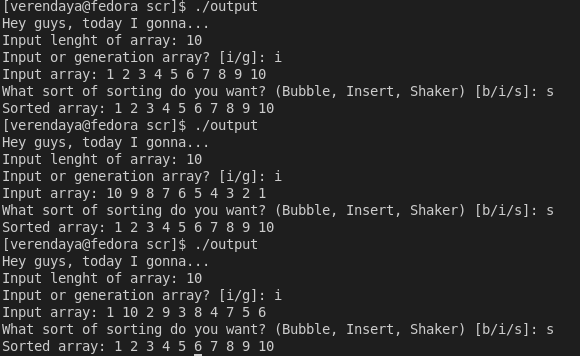 [verendaya@fedora scr]$ ./output
Hey guys, today I gonna...
Input lenght of array: 10
Input or generation array? [i/g]: i
Input array: 1 2 3 4 5 6 7 8 9 10
What sort of sorting do you want? (Bubble, Insert, Shaker) [b/i/s]: s
Sorted array: 1 2 3 4 5 6 7 8 9 10
[verendaya@fedora scr]$ ./output
Hey guys, today I gonna...
Input lenght of array: 10
Input or generation array? [i/g]: i
Input array: 10 9 8 7 6 5 4 3 2 1
What sort of sorting do you want? (Bubble, Insert, Shaker) [b/i/s]: s
Sorted array: 1 2 3 4 5 6 7 8 9 10
[verendaya@fedora scr]$ ./output
Hey guys, today I gonna...
Input lenght of array: 10
Input or generation array? [i/g]: i
Input array: 1 10 2 9 3 8 4 7 5 6
What sort of sorting do you want? (Bubble, Insert, Shaker) [b/i/s]: s
Sorted array: 1 2 3 4 5 6 7 8 9 10